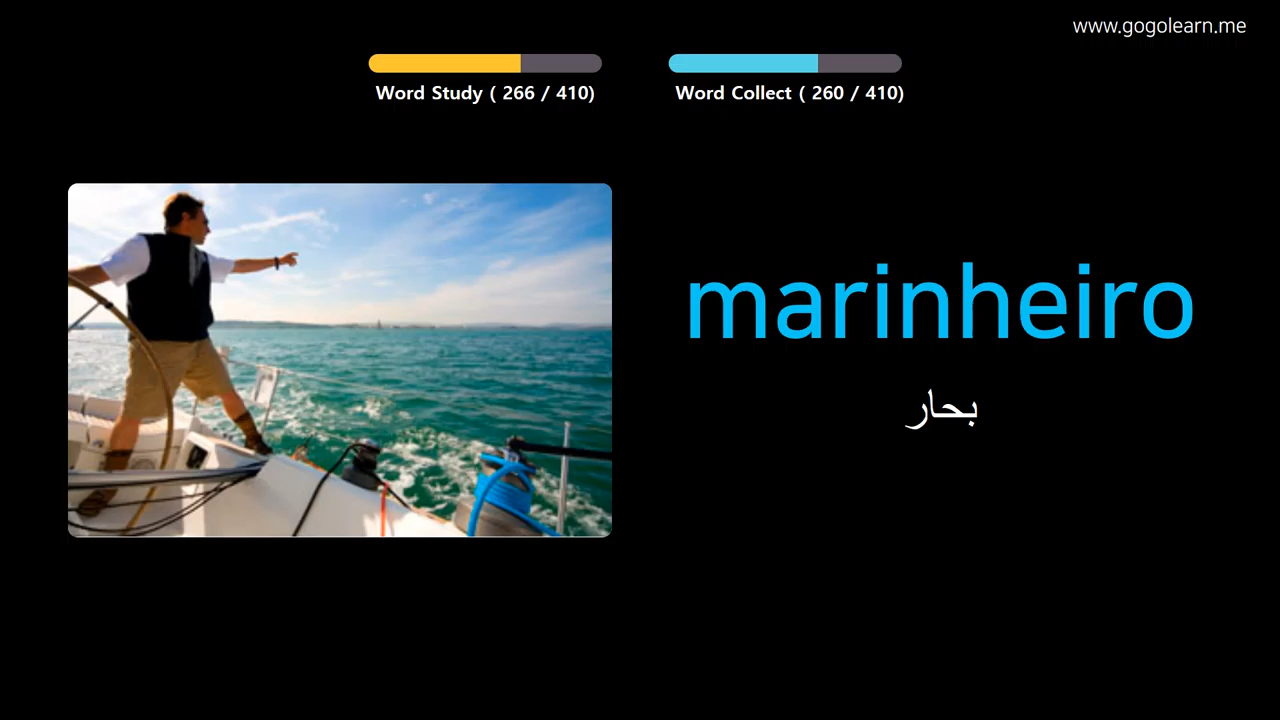 www.gogolearn.me
Word Study ( 266 / 410)
Word Collect ( 260 / 410)
marinheiro
بحار